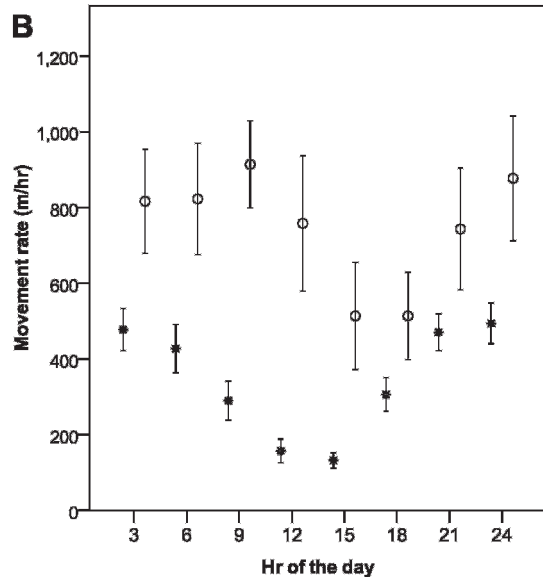 B
Movement rate (m/hr)
1,200
1,000
800
600
400
200
0
3 6 9 12 15 18 21 24
Hr of the day